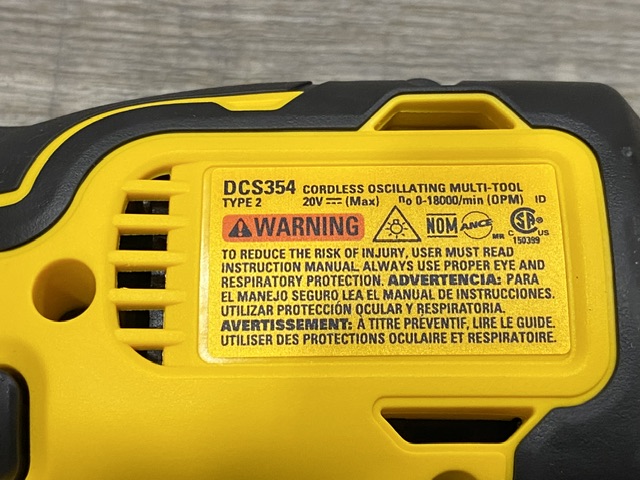 DCS354 CORDLESS OSCILLATING MULTI-TOOL
TYPE 2 20V⎓(Max) n₀ 0-18000/min (OPM) ID
WARNING NOM ANCE MR C SA US
150399
TO REDUCE THE RISK OF INJURY, USER MUST READ
INSTRUCTION MANUAL. ALWAYS USE PROPER EYE AND
RESPIRATORY PROTECTION. ADVERTENCIA: PARA
EL MANEJO SEGURO LEA EL MANUAL DE INSTRUCCIONES.
UTILIZAR PROTECCIÓN OCULAR Y RESPIRATORIA.
AVERTISSEMENT: À TITRE PRÉVENTIF, LIRE LE GUIDE.
UTILISER DES PROTECTIONS OCULAIRE ET RESPIRATOIRE.